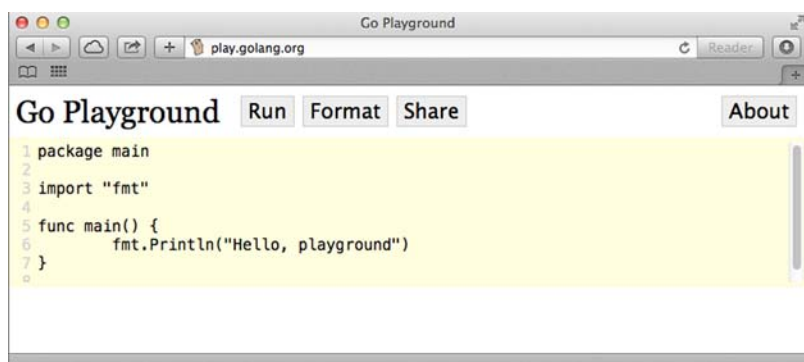 Go Playground
play.golang.org
Reader
Go Playground Run Format Share About
1 package main
2
3 import "fmt"
4
5 func main() {
6 fmt.Println("Hello, playground")
7 }